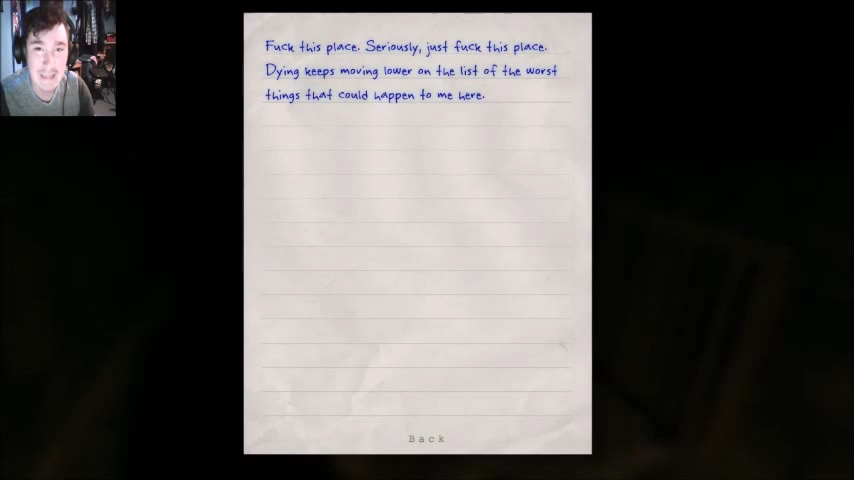 Fuck this place. Seriously, just fuck this place.
Dying keeps moving lower on the list of the worst
things that could happen to me here.
Back